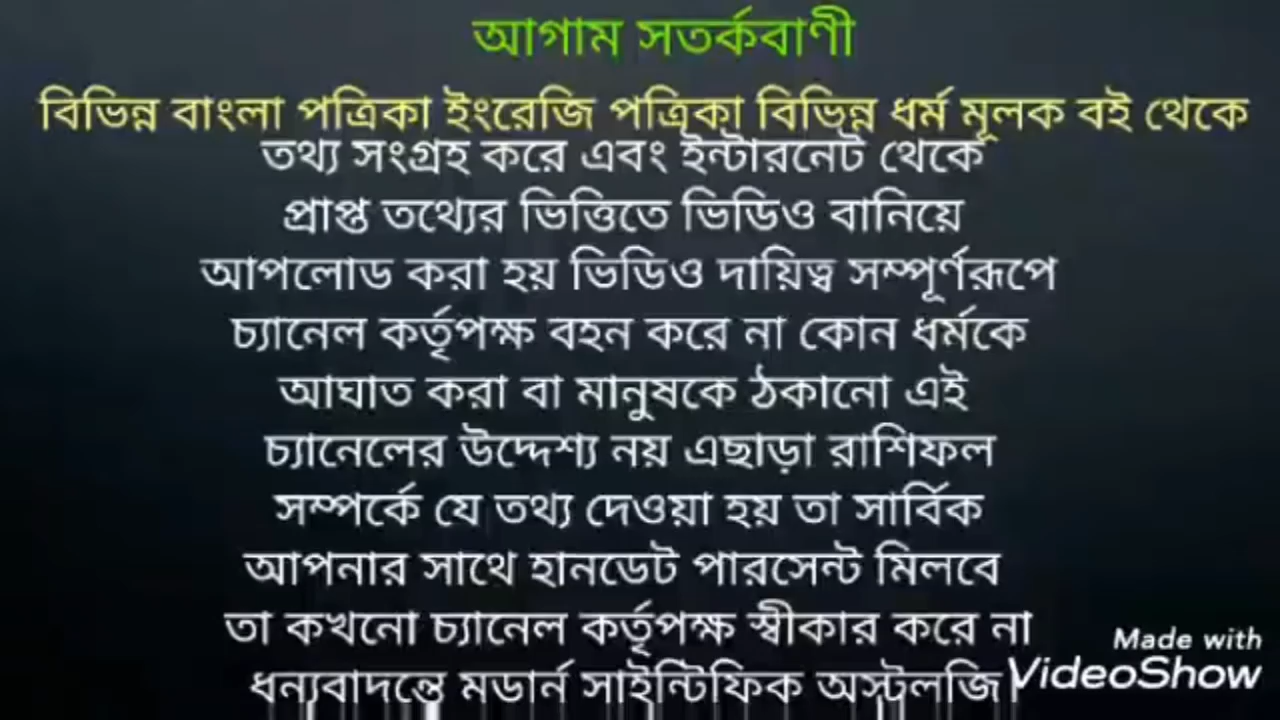 আগাম সতর্কবাণী
বিভিন্ন বাংলা পত্রিকা ইংরেজি পত্রিকা বিভিন্ন ধর্ম মূলক বই থেকে
তথ্য সংগ্রহ করে এবং ইন্টারনেট থেকে
প্রাপ্ত তথ্যের ভিত্তিতে ভিডিও বানিয়ে
আপলোড করা হয় ভিডিও দায়িত্ব সম্পূর্ণরূপে
চ্যানেল কর্তৃপক্ষ বহন করে না কোন ধর্মকে
আঘাত করা বা মানুষকে ঠকানো এই
চ্যানেলের উদ্দেশ্য নয় এছাড়া রাশিফল
সম্পর্কে যে তথ্য দেওয়া হয় তা সার্বিক
আপনার সাথে হানডেট পারসেন্ট মিলবে
তা কখনো চ্যানেল কর্তৃপক্ষ স্বীকার করে না
ধন্যবাদন্তে মডার্ন সাইন্টিফিক অস্ট্রলজি।
Made with
VideoShow